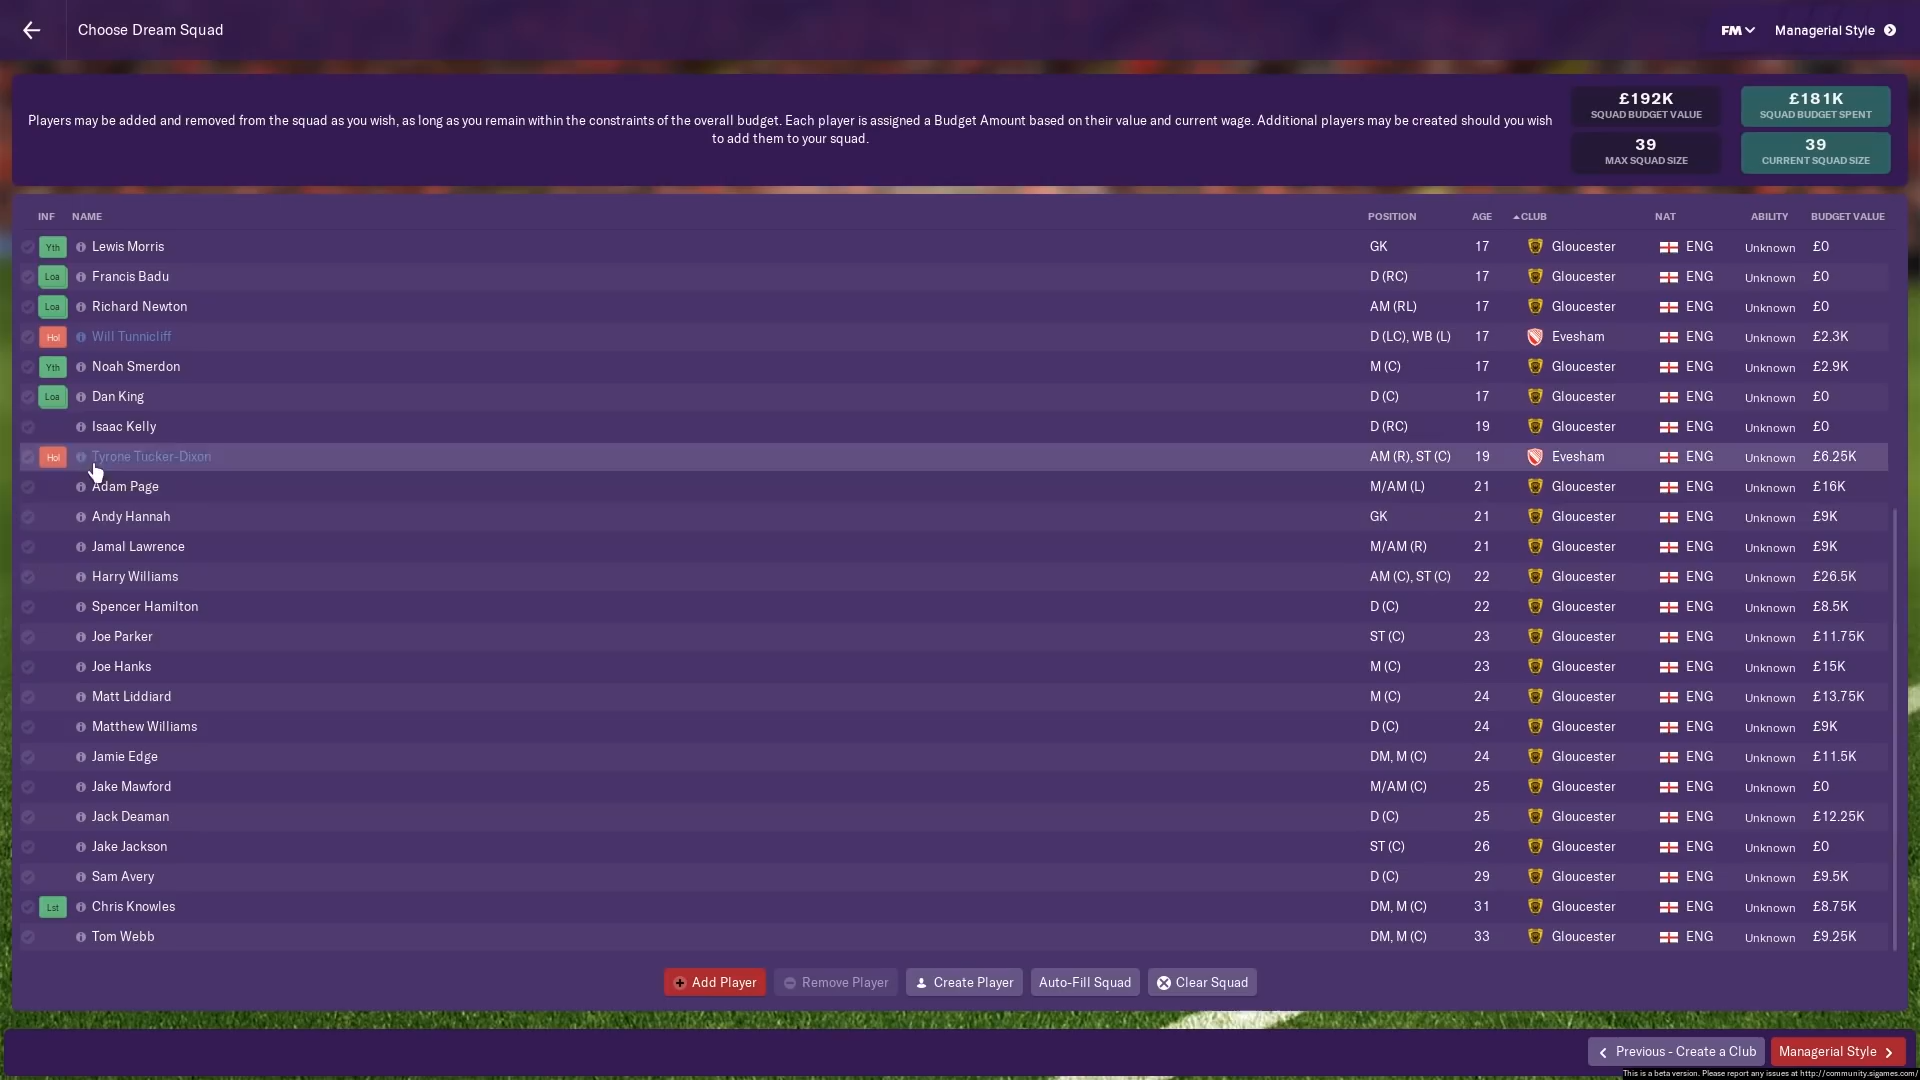 Choose Dream Squad
FM
Managerial Style
Players may be added and removed from the squad as you wish, as long as you remain within the constraints of the overall budget. Each player is assigned a Budget Amount based on their value and current wage. Additional players may be created should you wish
to add them to your squad.
£192K
SQUAD BUDGET VALUE
£181K
SQUAD BUDGET SPENT
39
MAX SQUAD SIZE
39
CURRENT SQUAD SIZE
INF NAME POSITION AGE CLUB NAT ABILITY BUDGET VALUE
Yth Lewis Morris GK 17 Gloucester ENG Unknown £0
Loa Francis Badu D (RC) 17 Gloucester ENG Unknown £0
Loa Richard Newton AM (RL) 17 Gloucester ENG Unknown £0
Hol Will Tunnicliff D (LC), WB (L) 17 Evesham ENG Unknown £2.3K
Yth Noah Smerdon M (C) 17 Gloucester ENG Unknown £2.9K
Loa Dan King D (C) 17 Gloucester ENG Unknown £0
Isaac Kelly D (RC) 19 Gloucester ENG Unknown £0
Hol Tyrone Tucker-Dixon AM (R), ST (C) 19 Evesham ENG Unknown £6.25K
Adam Page M/AM (L) 21 Gloucester ENG Unknown £16K
Andy Hannah GK 21 Gloucester ENG Unknown £9K
Jamal Lawrence M/AM (R) 21 Gloucester ENG Unknown £9K
Harry Williams AM (C), ST (C) 22 Gloucester ENG Unknown £26.5K
Spencer Hamilton D (C) 22 Gloucester ENG Unknown £8.5K
Joe Parker ST (C) 23 Gloucester ENG Unknown £11.75K
Joe Hanks M (C) 23 Gloucester ENG Unknown £15K
Matt Liddiard M (C) 24 Gloucester ENG Unknown £13.75K
Matthew Williams D (C) 24 Gloucester ENG Unknown £9K
Jamie Edge DM, M (C) 24 Gloucester ENG Unknown £11.5K
Jake Mawford M/AM (C) 25 Gloucester ENG Unknown £0
Jack Deaman D (C) 25 Gloucester ENG Unknown £12.25K
Jake Jackson ST (C) 26 Gloucester ENG Unknown £0
Sam Avery D (C) 29 Gloucester ENG Unknown £9.5K
Lst Chris Knowles DM, M (C) 31 Gloucester ENG Unknown £8.75K
Tom Webb DM, M (C) 33 Gloucester ENG Unknown £9.25K
Add Player Remove Player Create Player Auto-Fill Squad Clear Squad
Previous - Create a Club Managerial Style
This is a beta version. Please report any issues at http://community.sigames.com/